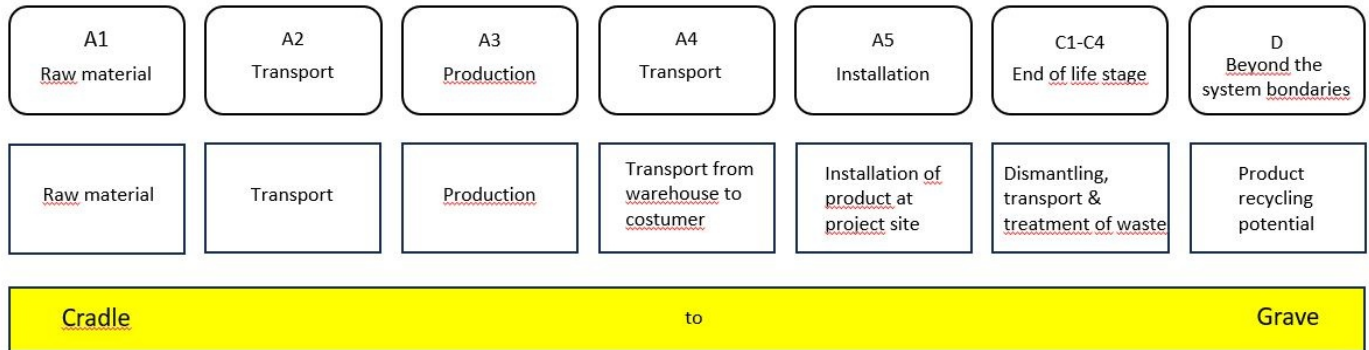 A1
Raw material
A2
Transport
A3
Production
A4
Transport
A5
Installation
C1-C4
End of life stage
D
Beyond the
system bondaries
Raw material
Transport
Production
Transport from
warehouse to
costumer
Installation of
product at
project site
Dismantling,
transport &
treatment of waste
Product
recycling
potential
Cradle
to
Grave